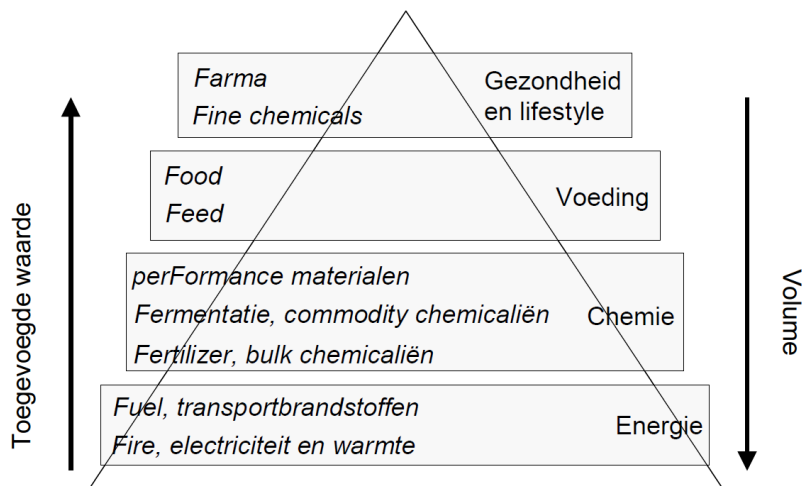 Farma
Fine chemicals
Gezondheid
en lifestyle
Food
Feed
Voeding
perFormance materialen
Fermentatie, commodity chemicaliën
Fertilizer, bulk chemicaliën
Chemie
Fuel, transportbrandstoffen
Fire, electriciteit en warmte
Energie
Toegevoegde waarde
Volume